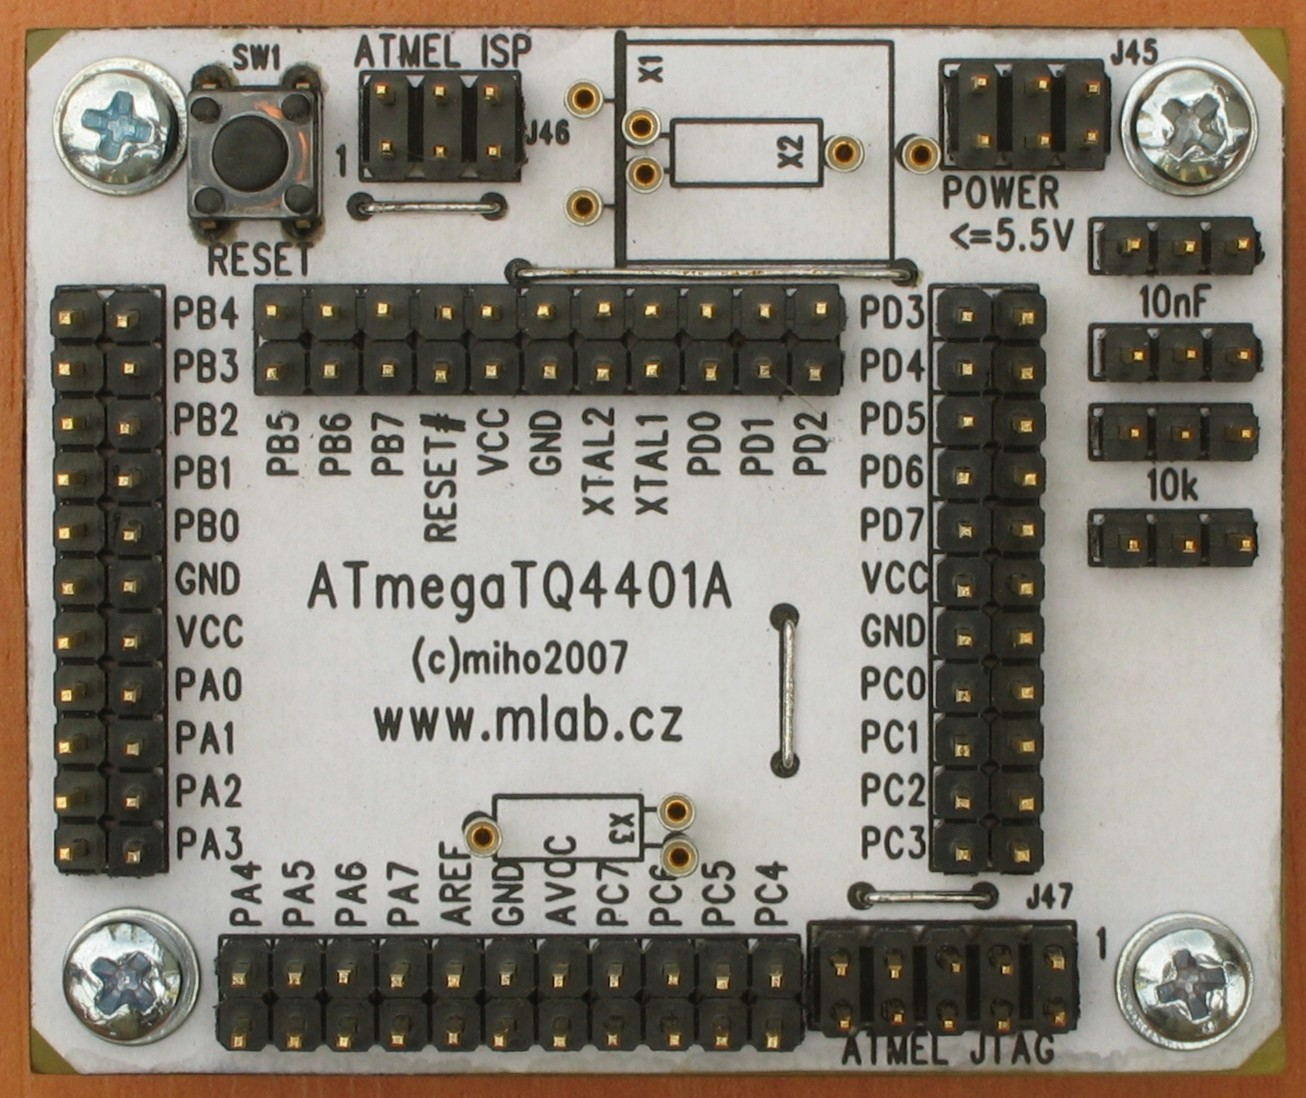 SW1
ATMEL ISP
J46
1
RESET
X1
X2
J45
POWER
<=5.5V
10nF
10k
PB4
PB3
PB2
PB1
PB0
GND
VCC
PA0
PA1
PA2
PA3
PB5
PB6
PB7
RESET#
VCC
GND
XTAL2
XTAL1
PD0
PD1
PD2
PD3
PD4
PD5
PD6
PD7
VCC
GND
PC0
PC1
PC2
PC3
ATmegaTQ4401A
(c)miho2007
www.mlab.cz
X3
PA4
PA5
PA6
PA7
AREF
GND
AVCC
PC7
PC6
PC5
PC4
J47
1
ATMEL JTAG